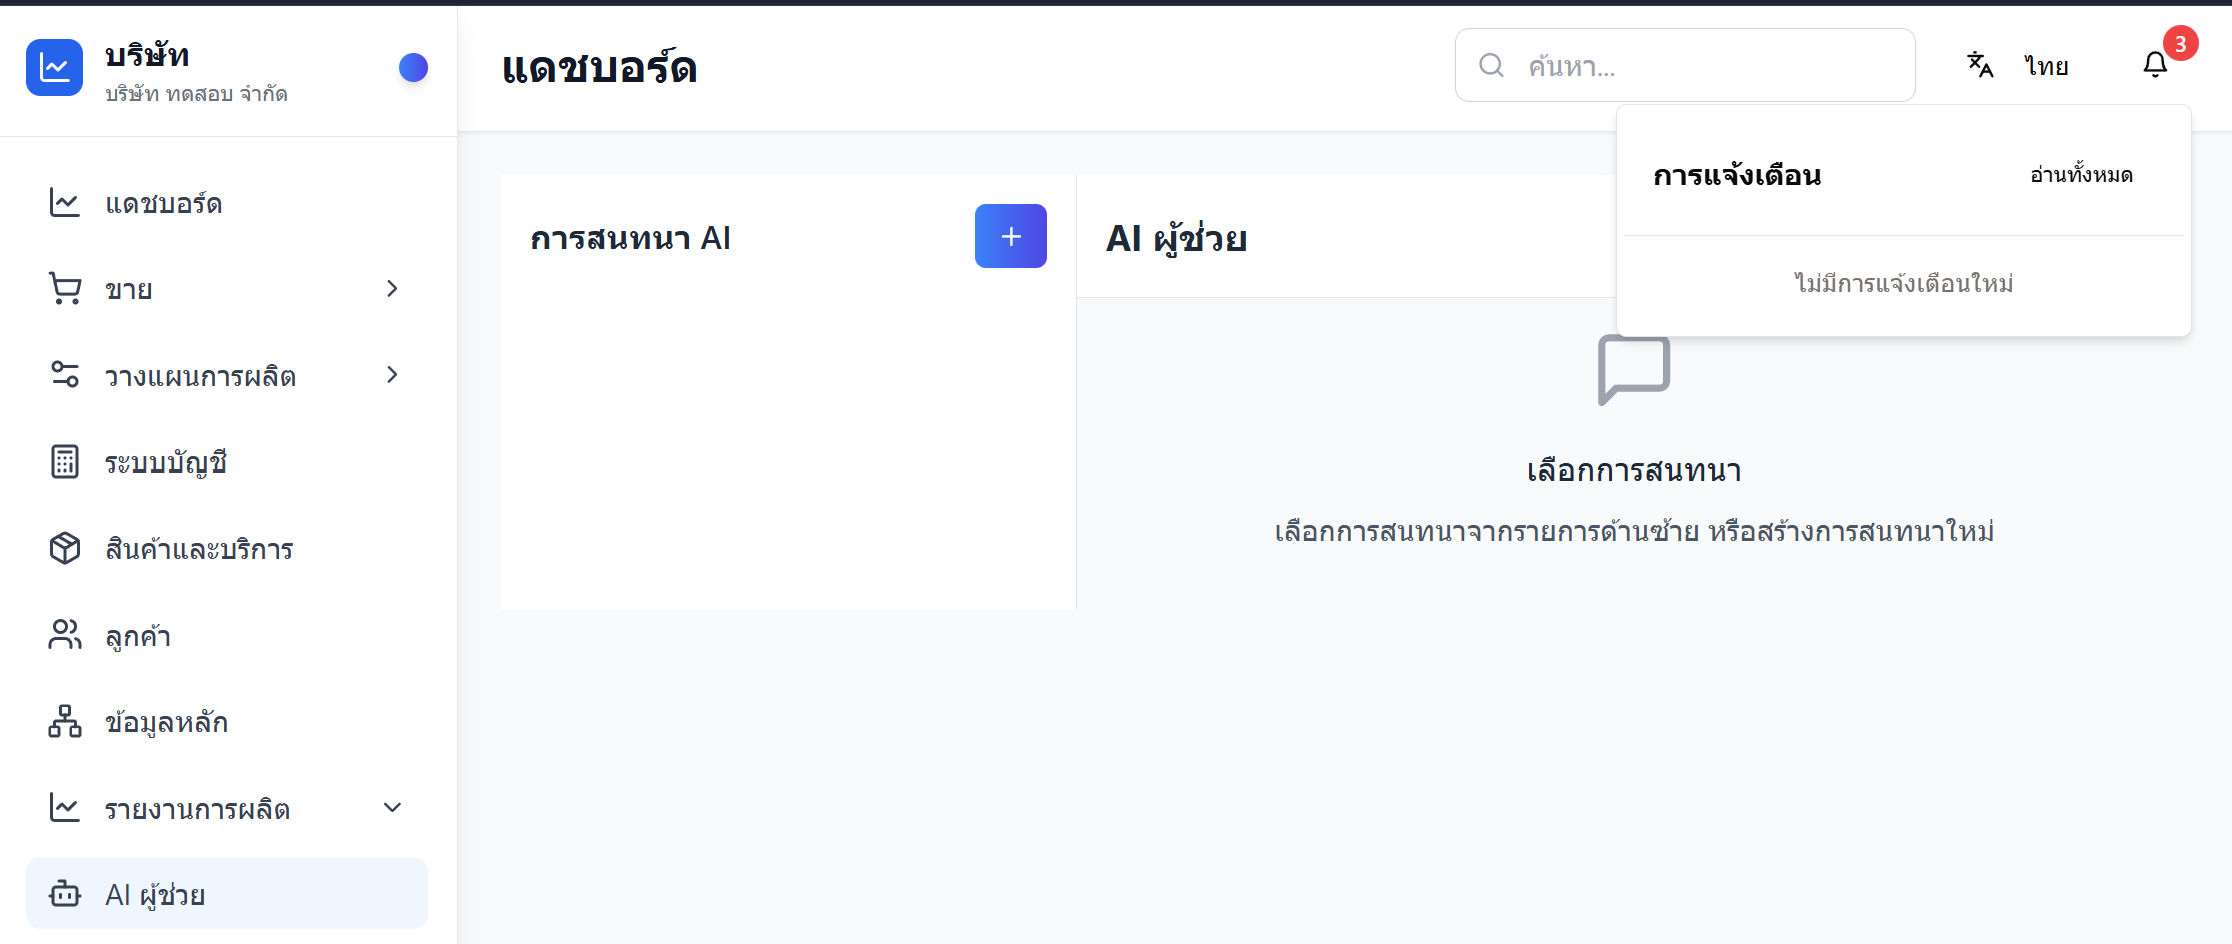 บริษัท
บริษัท ทดสอบ จำกัด
แดชบอร์ด
ค้นหา...
ไทย
3
แดชบอร์ด
ขาย
วางแผนการผลิต
ระบบบัญชี
สินค้าและบริการ
ลูกค้า
ข้อมูลหลัก
รายงานการผลิต
AI ผู้ช่วย
การสนทนา AI
AI ผู้ช่วย
การแจ้งเตือน
อ่านทั้งหมด
ไม่มีการแจ้งเตือนใหม่
เลือกการสนทนา
เลือกการสนทนาจากรายการด้านซ้าย หรือสร้างการสนทนาใหม่